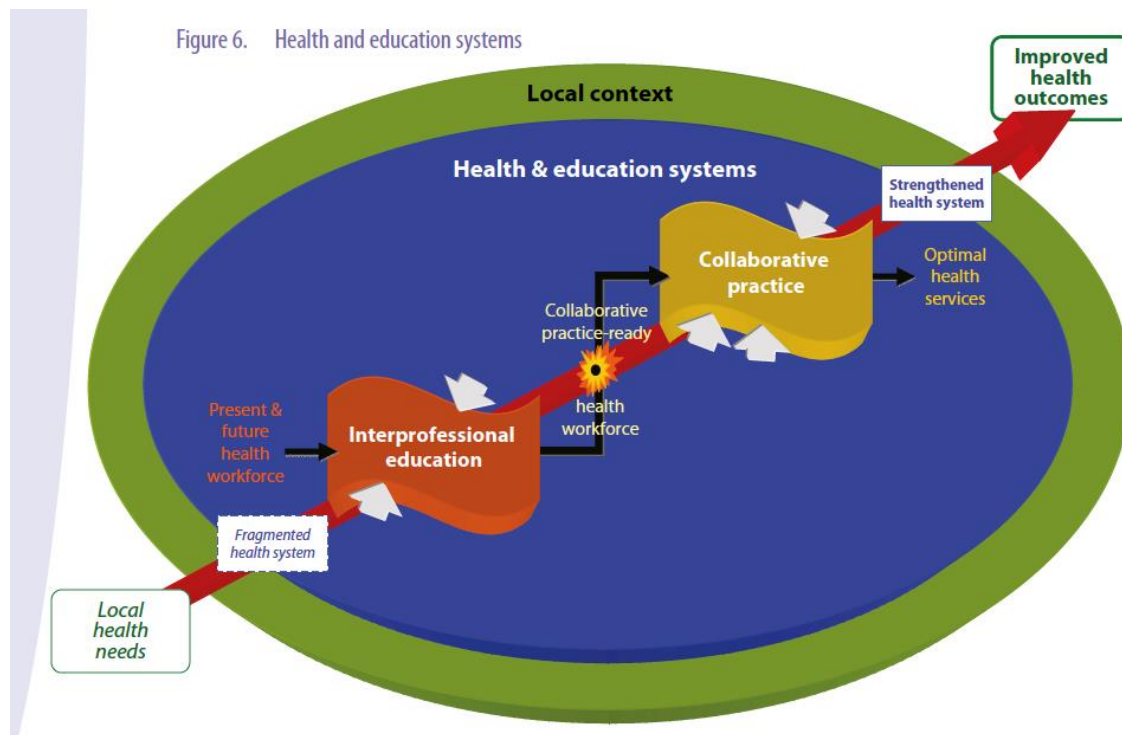 Figure 6. Health and education systems
Improved
health
outcomes
Local context
Health & education systems
Strengthened
health system
Collaborative
practice
Optimal
health
services
Collaborative
practice-ready
health
workforce
Present &
future
health
workforce
Interprofessional
education
Fragmented
health system
Local
health
needs